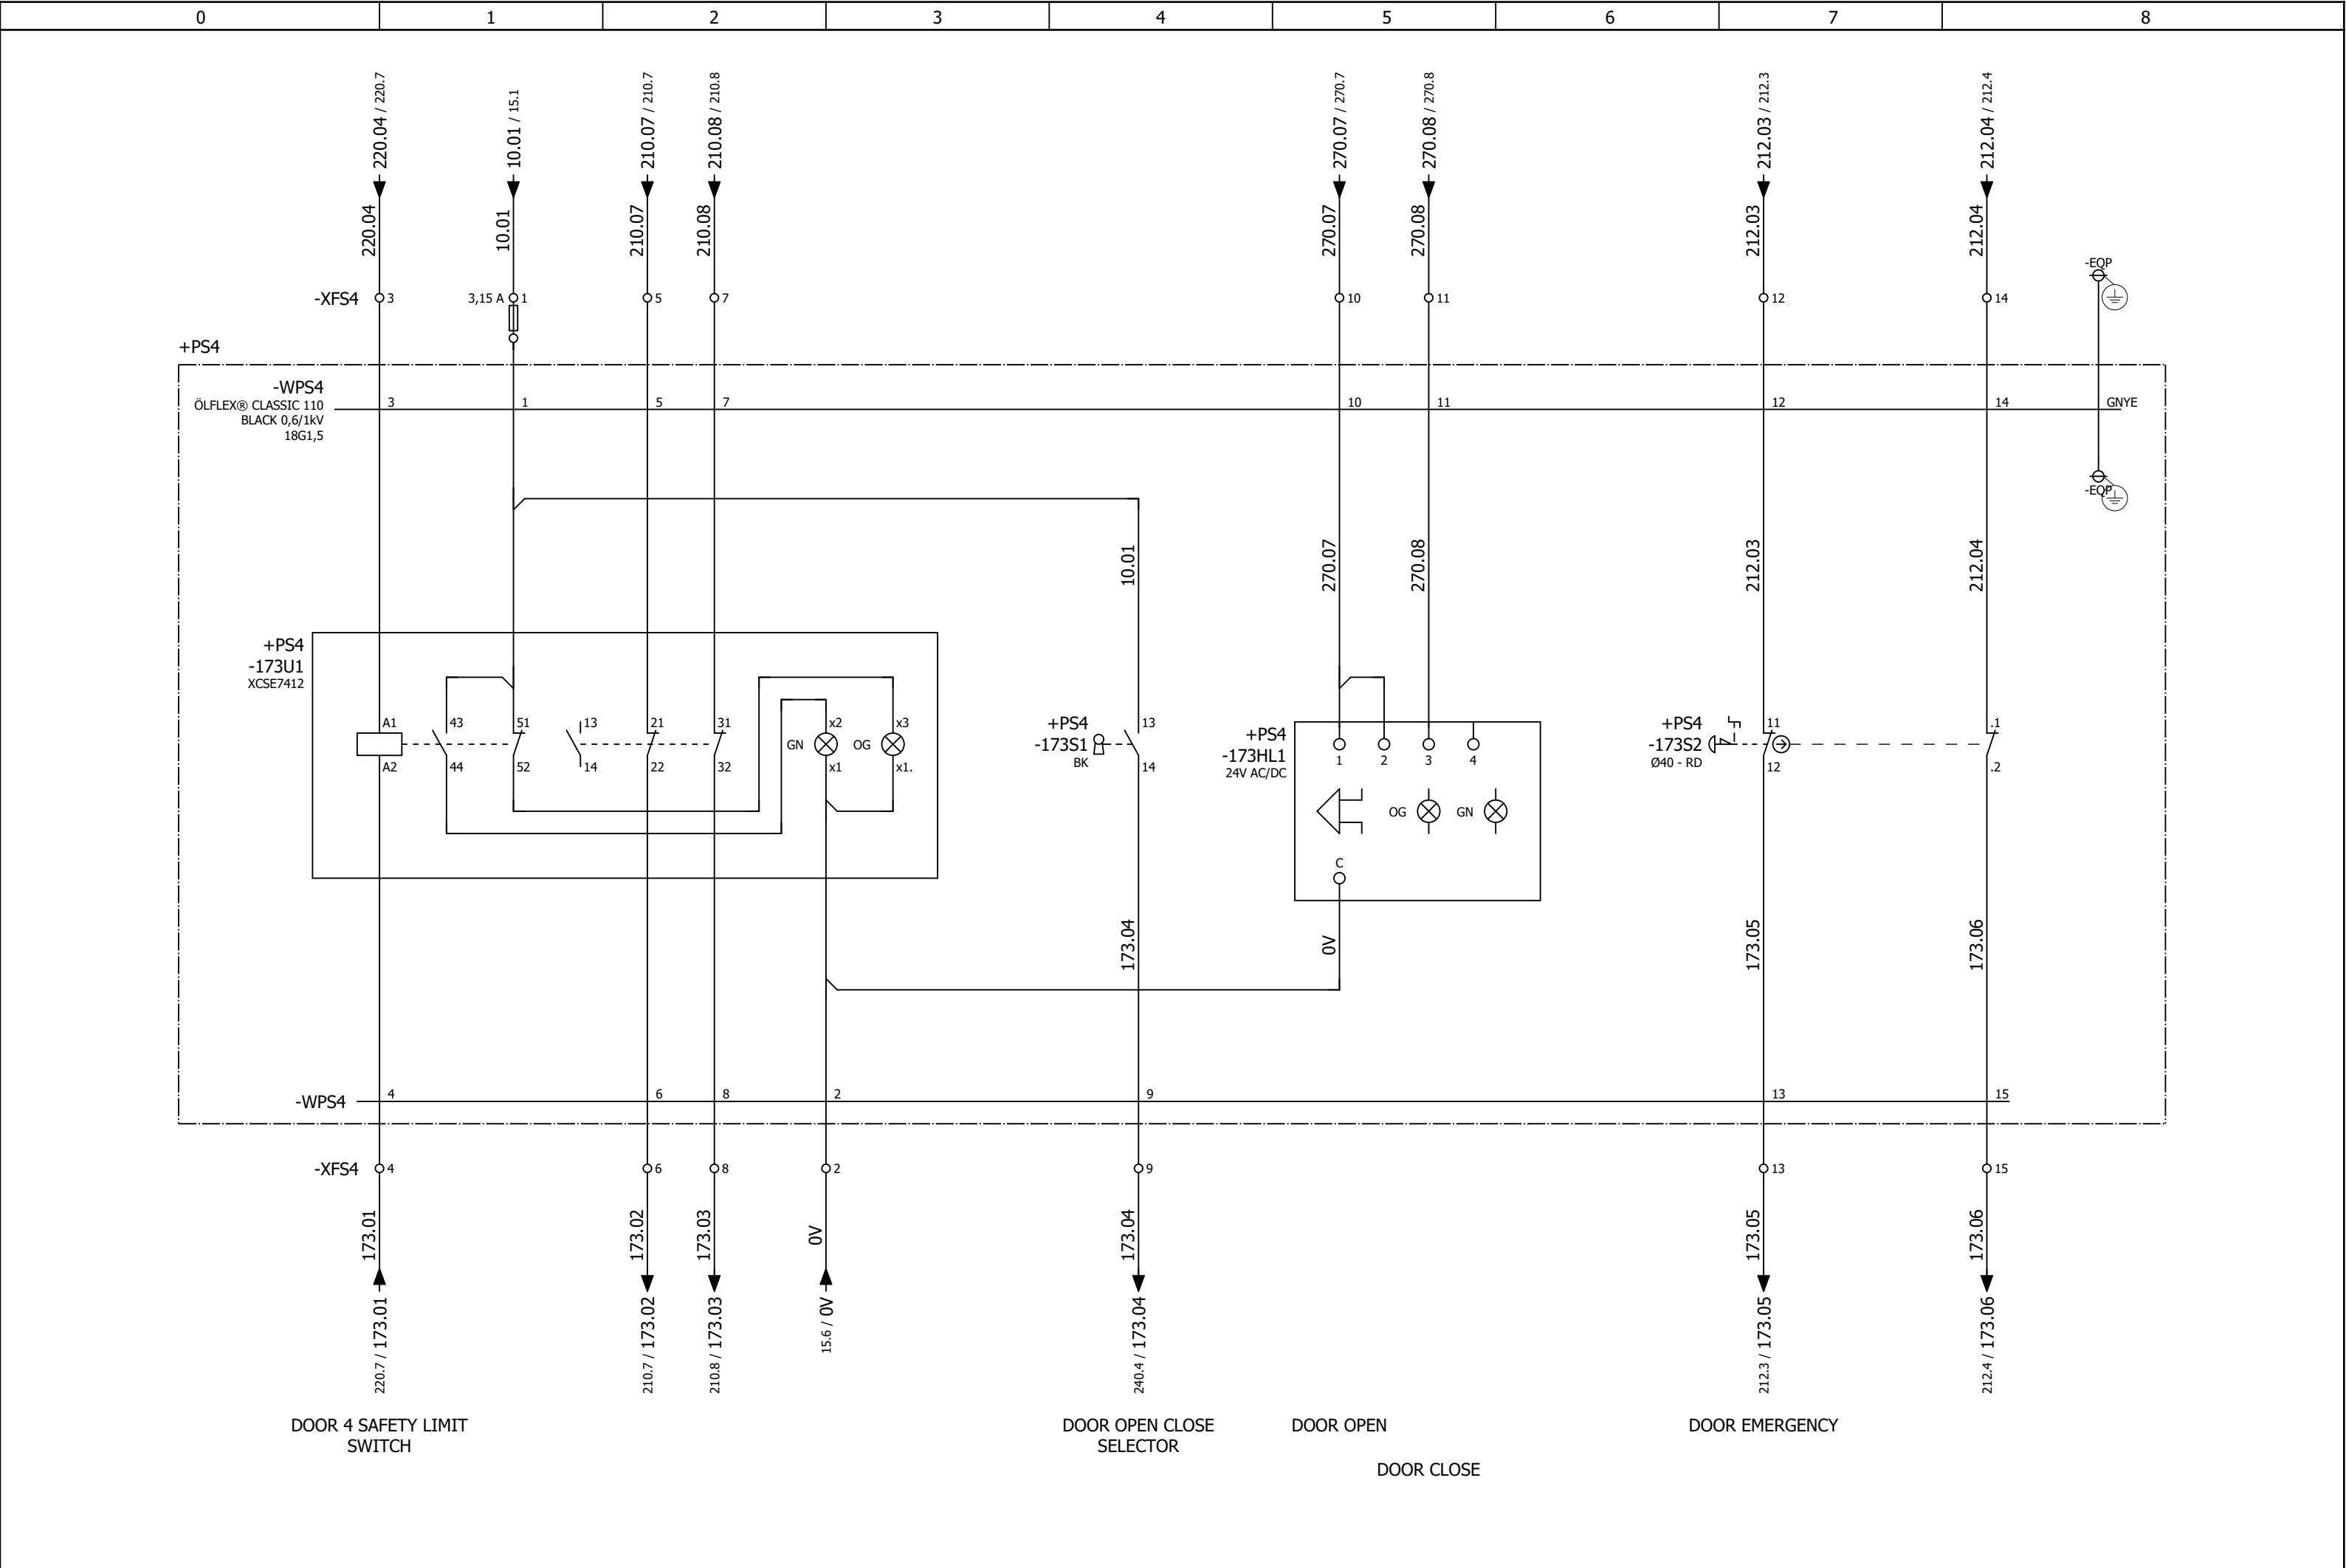 0 1 2 3 4 5 6 7 8
220.04 / 220.7
10.01 / 15.1
210.07 / 210.7
210.08 / 210.8
270.07 / 270.7
270.08 / 270.8
212.03 / 212.3
212.04 / 212.4
220.04
10.01
210.07
210.08
270.07
270.08
212.03
212.04
-EQP
-XFS4 3 3,15 A 1 5 7 10 11 12 14
+PS4
-WPS4
ÖLFLEX® CLASSIC 110
BLACK 0,6/1kV
18G1,5
3 1 5 7 10 11 12 14 GNYE
-EQP
10.01
270.07
270.08
212.03
212.04
+PS4
-173U1
XCSE7412
A1 43 51 13 21 31 x2 x3
GN OG
A2 44 52 14 22 32 x1 x1.
+PS4
-173S1
BK
13
14
+PS4
-173HL1
24V AC/DC
1 2 3 4
OG GN
C
+PS4
-173S2
Ø40 - RD
11
12
.1
.2
173.04
0V
173.05
173.06
-WPS4 4 6 8 2 9 13 15
-XFS4 4 6 8 2 9 13 15
173.01
173.02
173.03
0V
173.04
173.05
173.06
220.7 / 173.01
210.7 / 173.02
210.8 / 173.03
15.6 / 0V
240.4 / 173.04
212.3 / 173.05
212.4 / 173.06
DOOR 4 SAFETY LIMIT
SWITCH
DOOR OPEN CLOSE
SELECTOR
DOOR OPEN
DOOR CLOSE
DOOR EMERGENCY